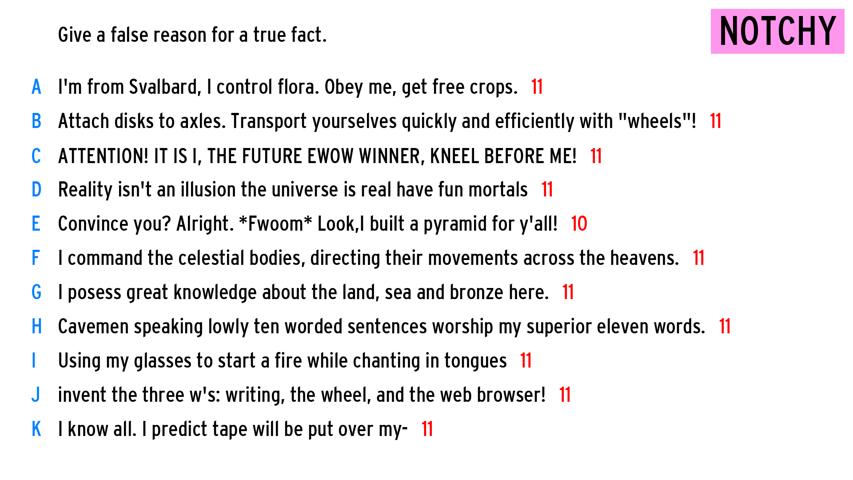 Give a false reason for a true fact.
NOTCHY
A I'm from Svalbard, I control flora. Obey me, get free crops. 11
B Attach disks to axles. Transport yourselves quickly and efficiently with "wheels"! 11
C ATTENTION! IT IS I, THE FUTURE EWOW WINNER, KNEEL BEFORE ME! 11
D Reality isn't an illusion the universe is real have fun mortals 11
E Convince you? Alright. *Fwoom* Look,I built a pyramid for y'all! 10
F I command the celestial bodies, directing their movements across the heavens. 11
G I posess great knowledge about the land, sea and bronze here. 11
H Cavemen speaking lowly ten worded sentences worship my superior eleven words. 11
I Using my glasses to start a fire while chanting in tongues 11
J invent the three w's: writing, the wheel, and the web browser! 11
K I know all. I predict tape will be put over my- 11